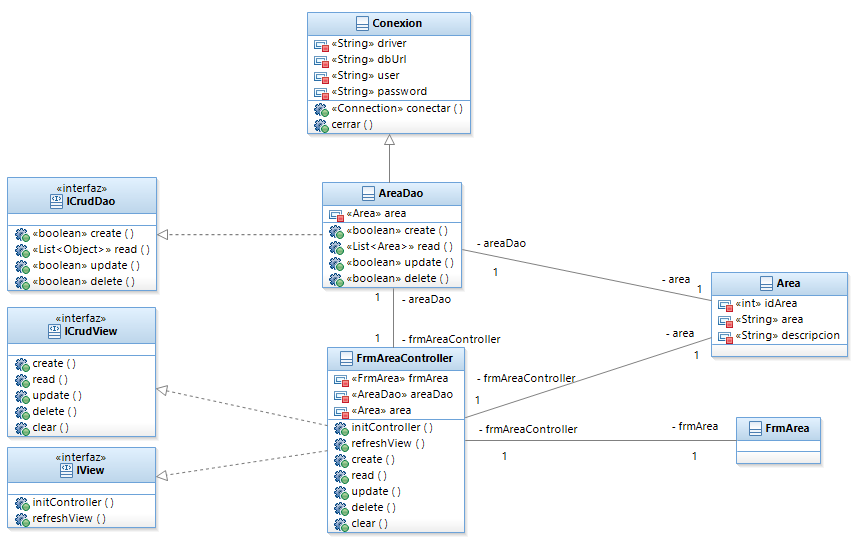 Conexion
«String» driver
«String» dbUrl
«String» user
«String» password
«Connection» conectar ( )
cerrar ( )
«interfaz»
ICrudDao
«boolean» create ( )
«List<Object>» read ( )
«boolean» update ( )
«boolean» delete ( )
AreaDao
«Area» area
«boolean» create ( )
«List<Area>» read ( )
«boolean» update ( )
«boolean» delete ( )
- areaDao
1
- area
1
Area
«int» idArea
«String» area
«String» descripcion
1
- areaDao
1
- frmAreaController
«interfaz»
ICrudView
create ( )
read ( )
update ( )
delete ( )
clear ( )
FrmAreaController
«FrmArea» frmArea
«AreaDao» areaDao
«Area» area
initController ( )
refreshView ( )
create ( )
read ( )
update ( )
delete ( )
clear ( )
- area
1
- frmAreaController
1
- frmAreaController
1
- frmArea
1
FrmArea
«interfaz»
IView
initController ( )
refreshView ( )